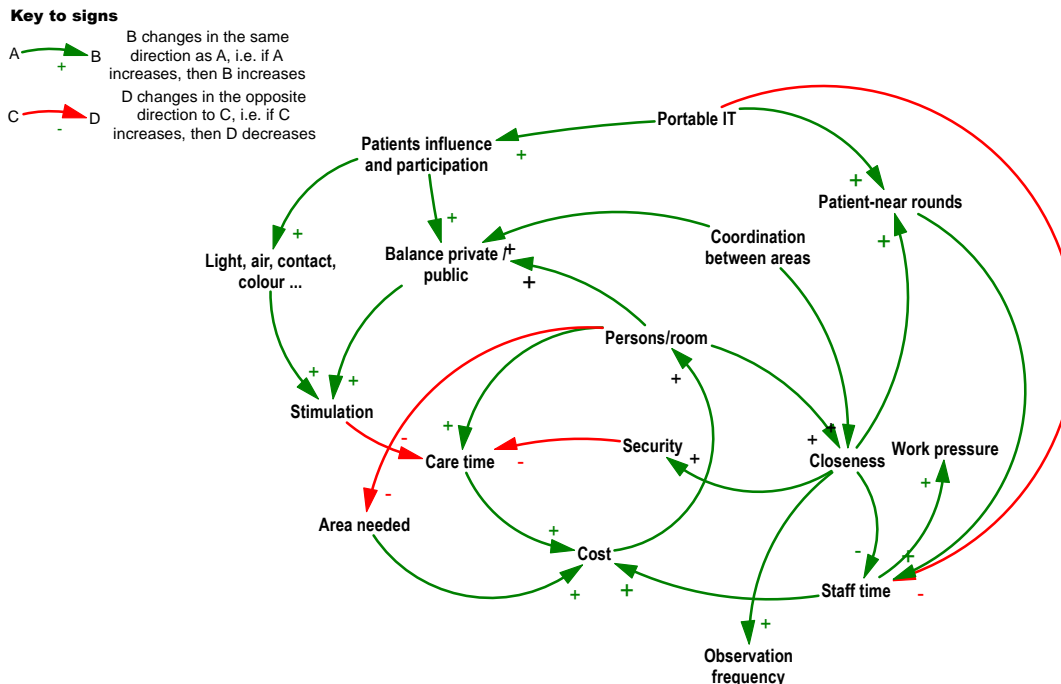 Key to signs
A
B
+
B changes in the same
direction as A, i.e. if A
increases, then B increases
C
D
-
D changes in the opposite
direction to C, i.e. if C
increases, then D decreases
Portable IT
Patients influence
and participation
+
+
Patient-near rounds
+
+
+
Light, air, contact,
colour ...
Balance private /
public
+
+
Coordination
between areas
Persons/room
+
+
+
Stimulation
+
-
Care time
-
Security
+
+
+
Closeness
Work pressure
+
-
Area needed
+
Cost
+
+
-
+
Staff time
-
+
Observation
frequency